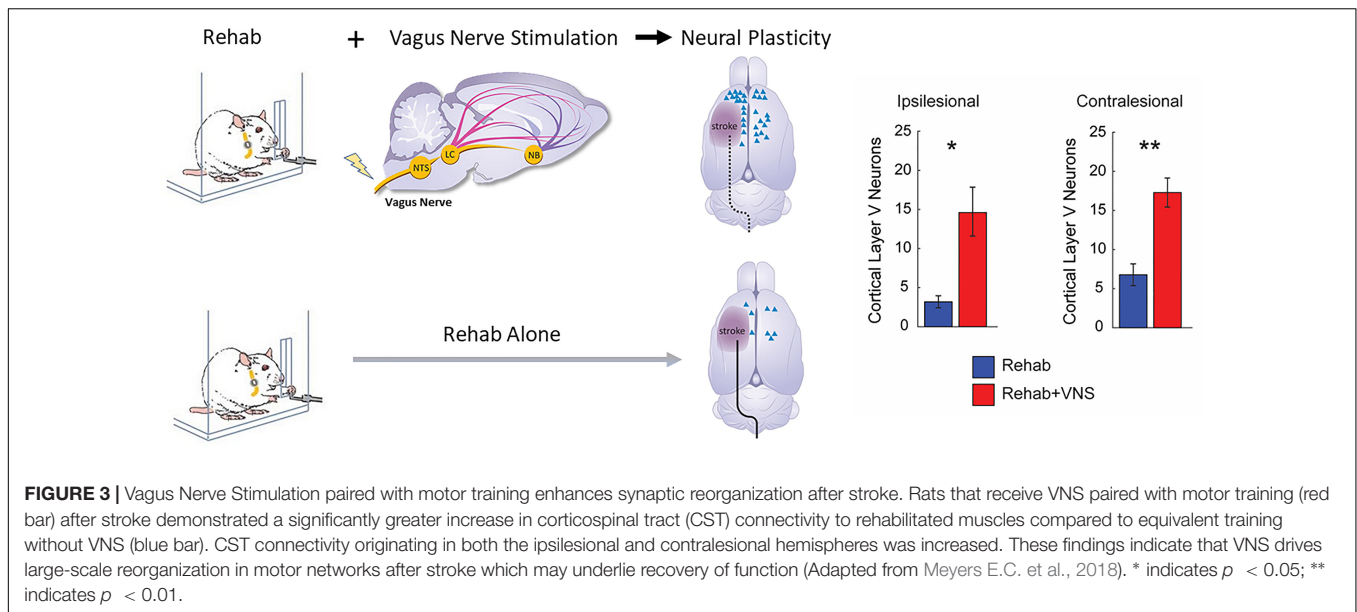 Rehab + Vagus Nerve Stimulation → Neural Plasticity
stroke
LC
NB
NTS
Vagus Nerve
Ipsilesional
Cortical Layer V Neurons
25
20
15
10
5
0
*
Contralesional
Cortical Layer V Neurons
25
20
15
10
5
0
**
Rehab Alone
stroke
Rehab
Rehab+VNS
FIGURE 3 | Vagus Nerve Stimulation paired with motor training enhances synaptic reorganization after stroke. Rats that receive VNS paired with motor training (red
bar) after stroke demonstrated a significantly greater increase in corticospinal tract (CST) connectivity to rehabilitated muscles compared to equivalent training
without VNS (blue bar). CST connectivity originating in both the ipsilesional and contralesional hemispheres was increased. These findings indicate that VNS drives
large-scale reorganization in motor networks after stroke which may underlie recovery of function (Adapted from Meyers E.C. et al., 2018). * indicates p < 0.05; **
indicates p < 0.01.